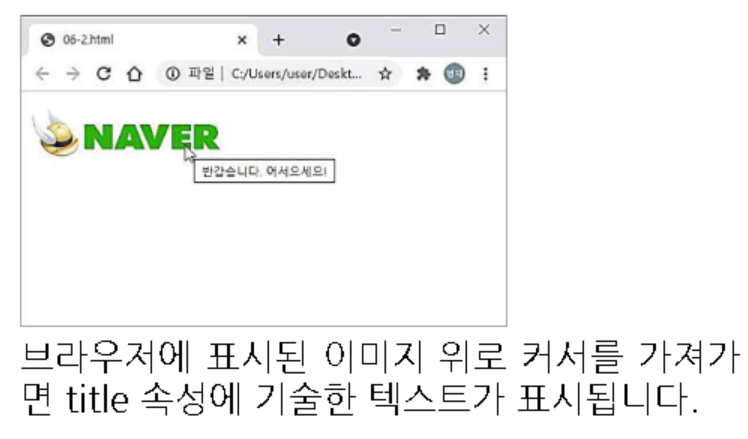 06-2.html
파일 | C:/Users/user/Deskt...
NAVER
반갑습니다. 어서오세요!
브라우저에 표시된 이미지 위로 커서를 가져가
면 title 속성에 기술한 텍스트가 표시됩니다.